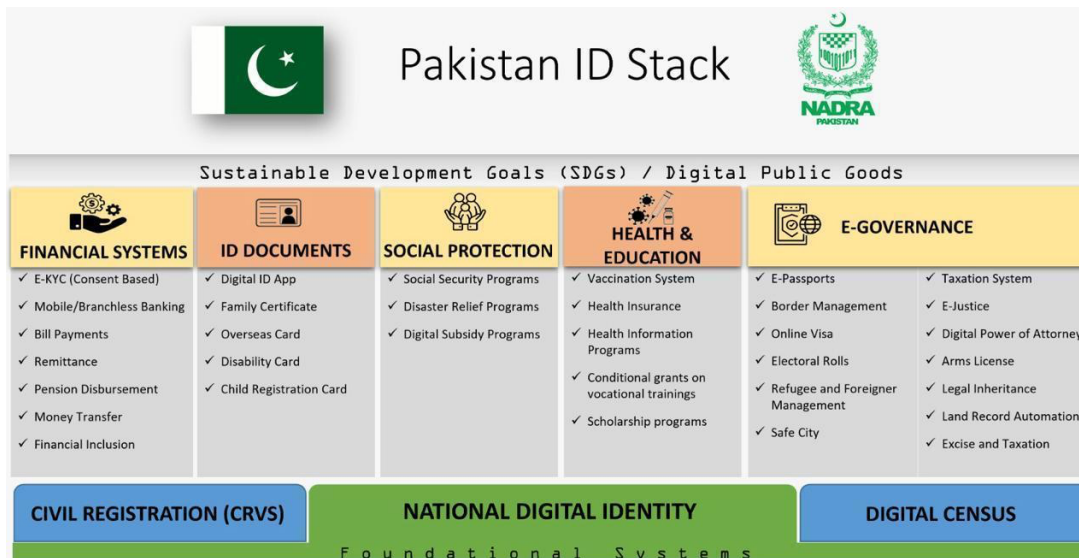 Pakistan ID Stack
NADRA
PAKISTAN
Sustainable Development Goals (SDGs) / Digital Public Goods
FINANCIAL SYSTEMS
✓ E-KYC (Consent Based)
✓ Mobile/Branchless Banking
✓ Bill Payments
✓ Remittance
✓ Pension Disbursement
✓ Money Transfer
✓ Financial Inclusion
ID DOCUMENTS
✓ Digital ID App
✓ Family Certificate
✓ Overseas Card
✓ Disability Card
✓ Child Registration Card
SOCIAL PROTECTION
✓ Social Security Programs
✓ Disaster Relief Programs
✓ Digital Subsidy Programs
HEALTH &
EDUCATION
✓ Vaccination System
✓ Health Insurance
✓ Health Information
Programs
✓ Conditional grants on
vocational trainings
✓ Scholarship programs
E-GOVERNANCE
✓ E-Passports
✓ Border Management
✓ Online Visa
✓ Electoral Rolls
✓ Refugee and Foreigner
Management
✓ Safe City
✓ Taxation System
✓ E-Justice
✓ Digital Power of Attorney
✓ Arms License
✓ Legal Inheritance
✓ Land Record Automation
✓ Excise and Taxation
CIVIL REGISTRATION (CRVS)
NATIONAL DIGITAL IDENTITY
DIGITAL CENSUS
Foundational Systems